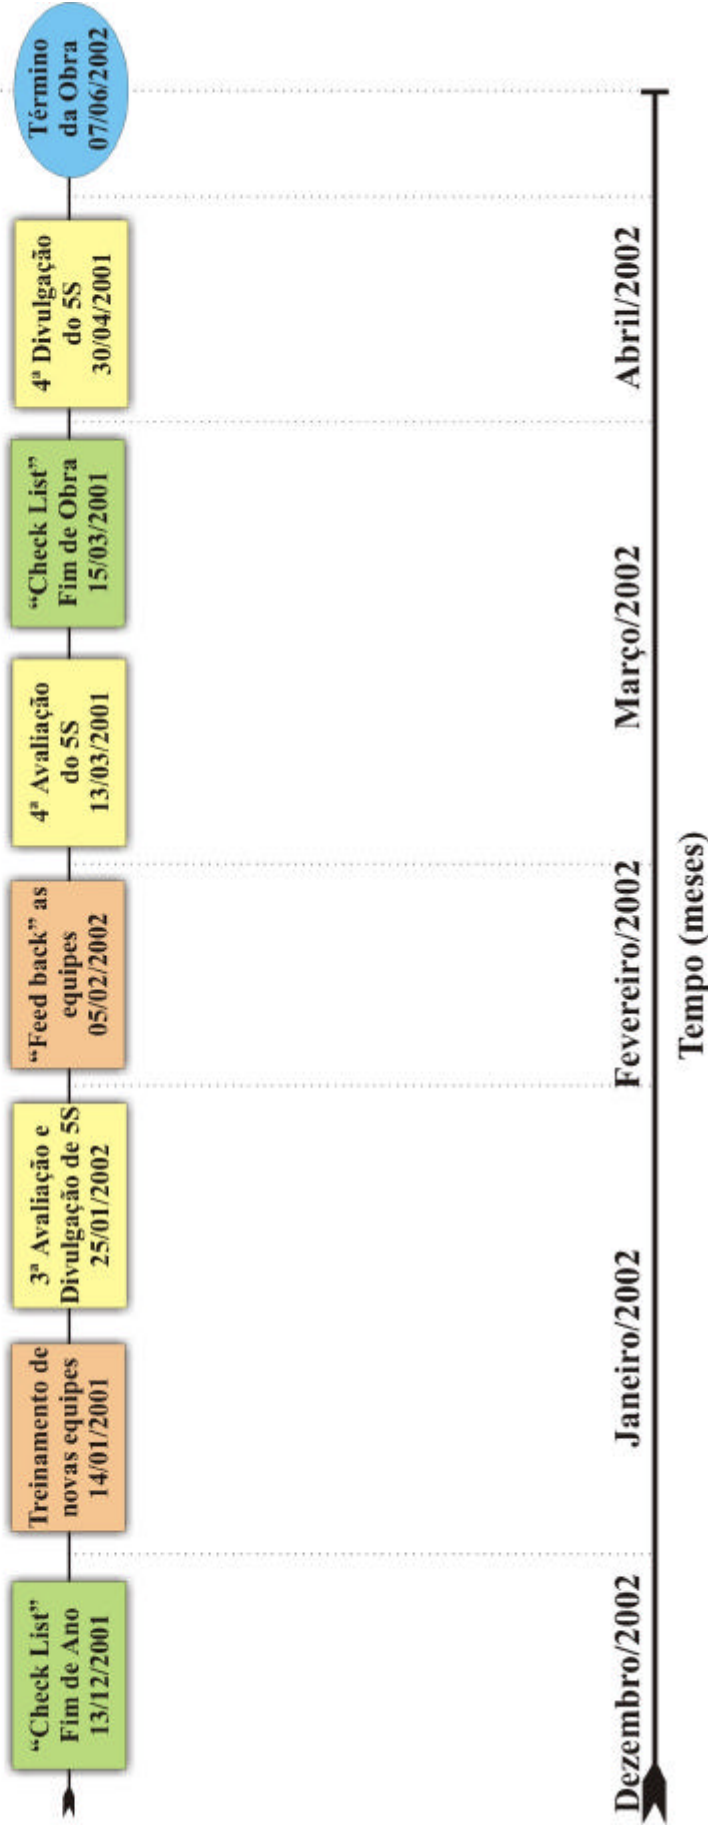 “Check List”
Fim de Ano
13/12/2001
Treinamento de
novas equipes
14/01/2001
3ª Avaliação e
Divulgação de 5S
25/01/2002
“Feed back” as
equipes
05/02/2002
4ª Avaliação
do 5S
13/03/2001
“Check List”
Fim de Obra
15/03/2001
4ª Divulgação
do 5S
30/04/2001
Término
da Obra
07/06/2002
Dezembro/2002
Janeiro/2002
Fevereiro/2002
Março/2002
Abril/2002
Tempo (meses)